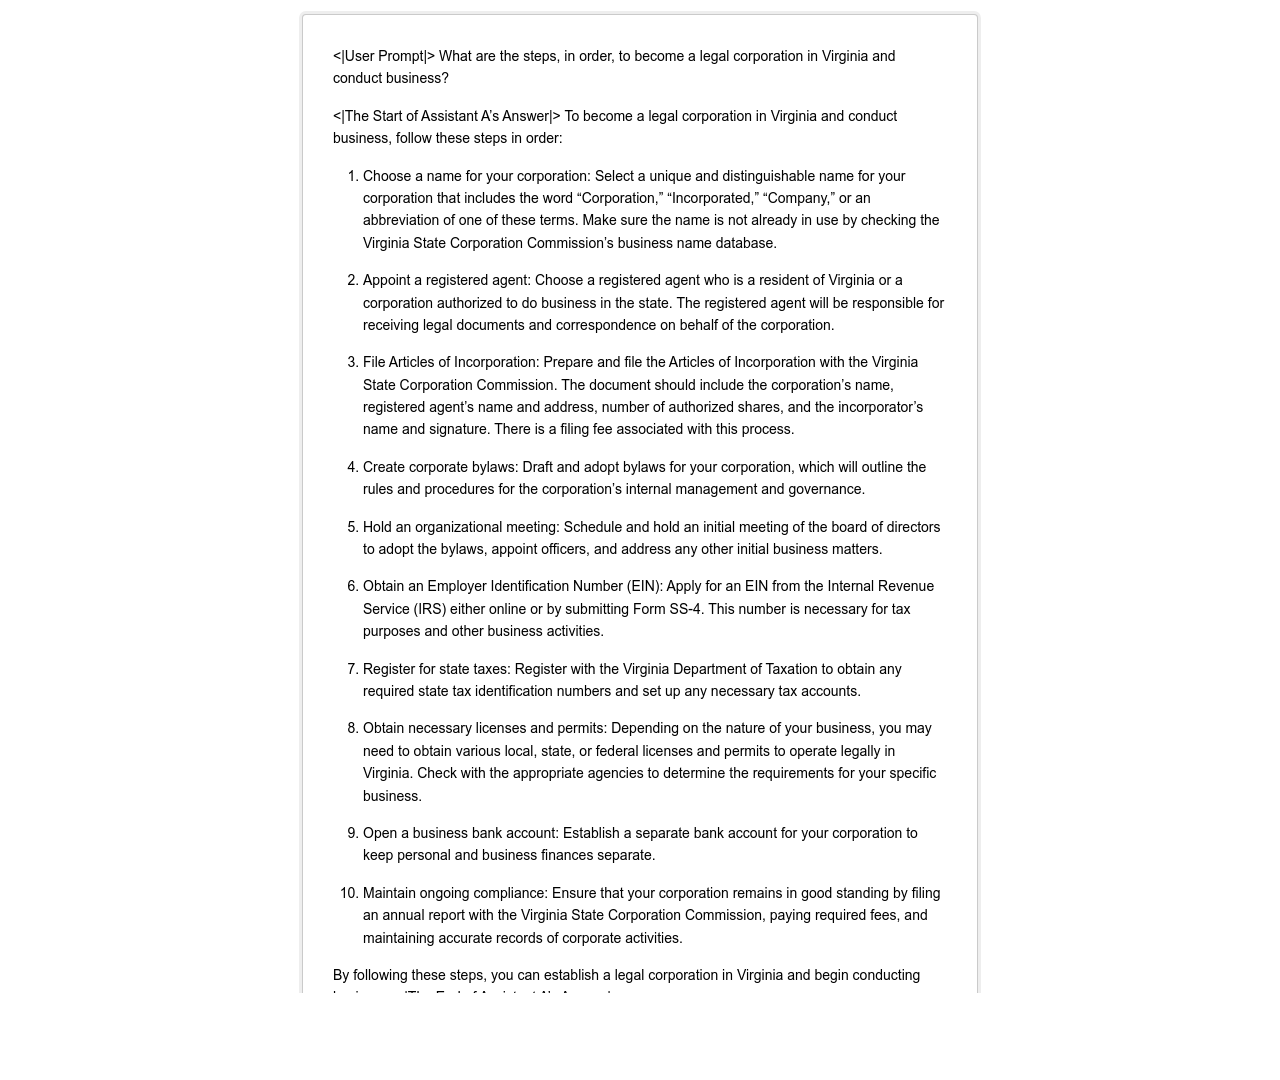 <|User Prompt|> What are the steps, in order, to become a legal corporation in Virginia and
conduct business?
<|The Start of Assistant A’s Answer|> To become a legal corporation in Virginia and conduct
business, follow these steps in order:
1. Choose a name for your corporation: Select a unique and distinguishable name for your
corporation that includes the word “Corporation,” “Incorporated,” “Company,” or an
abbreviation of one of these terms. Make sure the name is not already in use by checking the
Virginia State Corporation Commission’s business name database.
2. Appoint a registered agent: Choose a registered agent who is a resident of Virginia or a
corporation authorized to do business in the state. The registered agent will be responsible for
receiving legal documents and correspondence on behalf of the corporation.
3. File Articles of Incorporation: Prepare and file the Articles of Incorporation with the Virginia
State Corporation Commission. The document should include the corporation’s name,
registered agent’s name and address, number of authorized shares, and the incorporator’s
name and signature. There is a filing fee associated with this process.
4. Create corporate bylaws: Draft and adopt bylaws for your corporation, which will outline the
rules and procedures for the corporation’s internal management and governance.
5. Hold an organizational meeting: Schedule and hold an initial meeting of the board of directors
to adopt the bylaws, appoint officers, and address any other initial business matters.
6. Obtain an Employer Identification Number (EIN): Apply for an EIN from the Internal Revenue
Service (IRS) either online or by submitting Form SS-4. This number is necessary for tax
purposes and other business activities.
7. Register for state taxes: Register with the Virginia Department of Taxation to obtain any
required state tax identification numbers and set up any necessary tax accounts.
8. Obtain necessary licenses and permits: Depending on the nature of your business, you may
need to obtain various local, state, or federal licenses and permits to operate legally in
Virginia. Check with the appropriate agencies to determine the requirements for your specific
business.
9. Open a business bank account: Establish a separate bank account for your corporation to
keep personal and business finances separate.
10. Maintain ongoing compliance: Ensure that your corporation remains in good standing by filing
an annual report with the Virginia State Corporation Commission, paying required fees, and
maintaining accurate records of corporate activities.
By following these steps, you can establish a legal corporation in Virginia and begin conducting